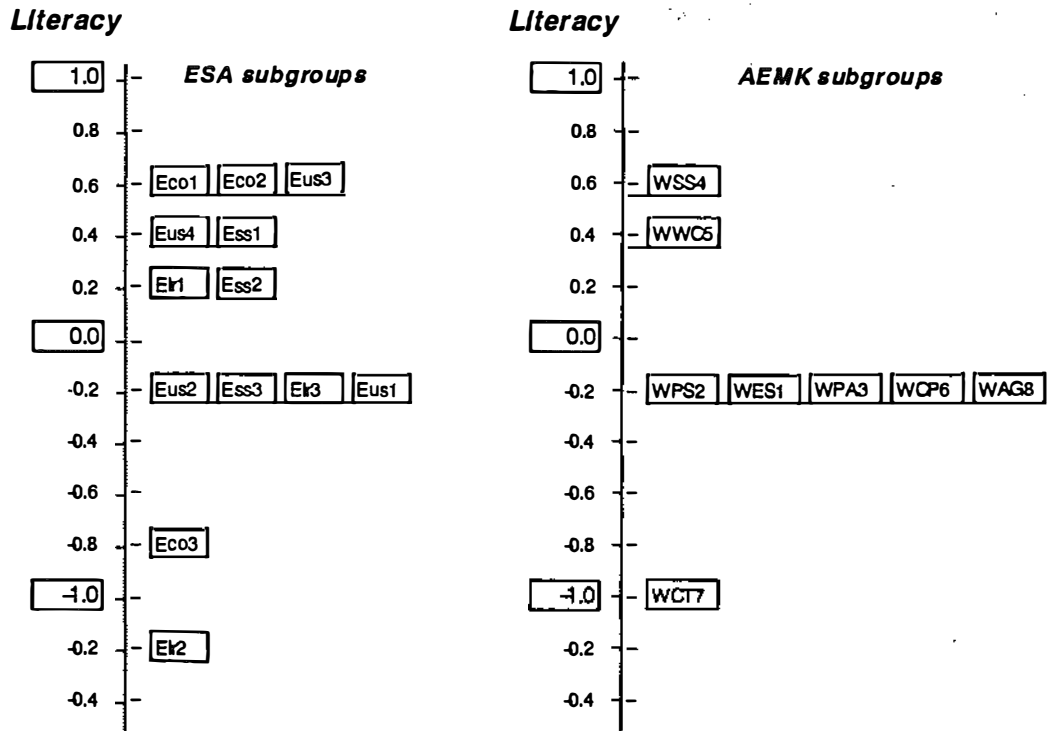 Literacy
1.0 ESA subgroups
0.8
0.6 Eco1 Eco2 Eus3
0.4 Eus4 Ess1
0.2 Elr1 Ess2
0.0
-0.2 Eus2 Ess3 Elr3 Eus1
-0.4
-0.6
-0.8 Eco3
-1.0
-0.2 Elr2
-0.4
Literacy
1.0 AEMK subgroups
0.8
0.6 WSS4
0.4 WWC5
0.2
0.0
-0.2 WPS2 WES1 WPA3 WCP6 WAG8
-0.4
-0.6
-0.8
-1.0 WCT7
-0.2
-0.4